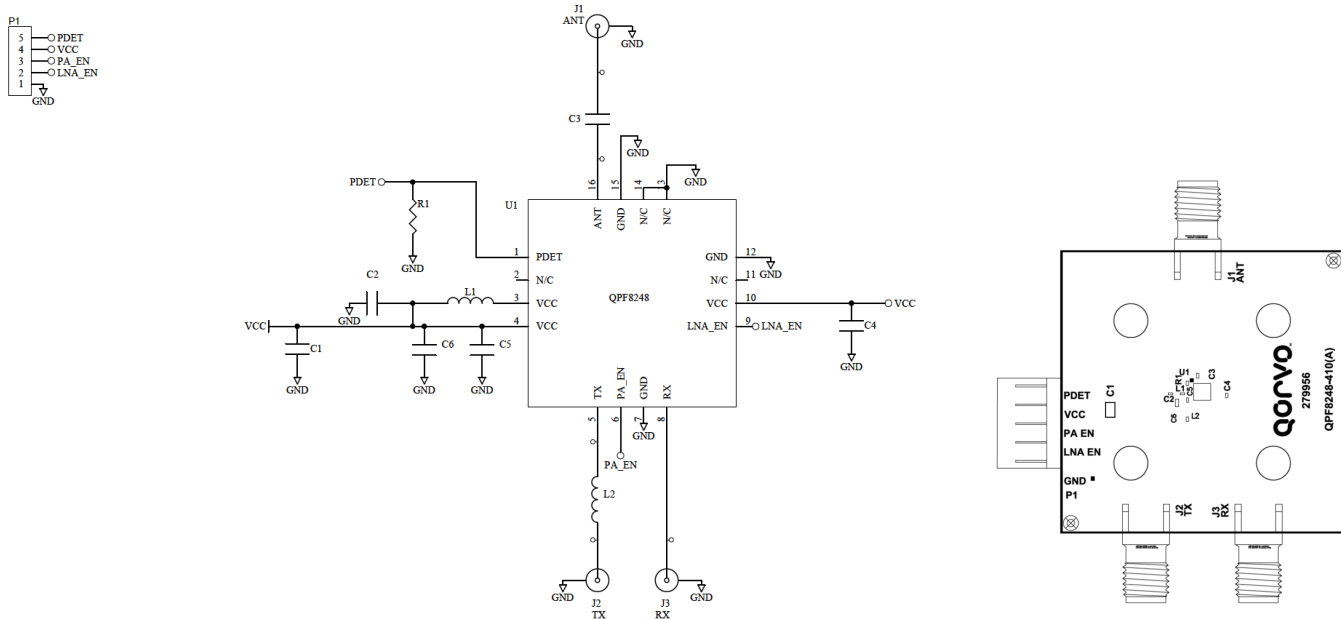 P1
5 PDET
4 VCC
3 PA_EN
2 LNA_EN
1
GND
J1
ANT
GND
C3
GND
GND
16 15 14 13
PDET
R1
GND
U1
ANT GND N/C N/C
1 PDET
2 N/C
3 VCC
4 VCC
QPF8248
GND 12
GND
N/C 11
VCC 10
VCC
LNA_EN 9 LNA_EN
C4
GND
C2
L1
GND
VCC
C1
C6
C5
GND
GND
GND
TX PA_EN GND RX
5 6 7 8
GND
PA_EN
L2
GND
J2
TX
GND
J3
RX
J1
ANT
PDET
VCC
PA EN
LNA EN
GND
P1
C1
U1
R1
C3
L1
C5
C2
C4
C6
L2
QORVO
279956
QPF8248-410(A)
J2
TX
J3
RX